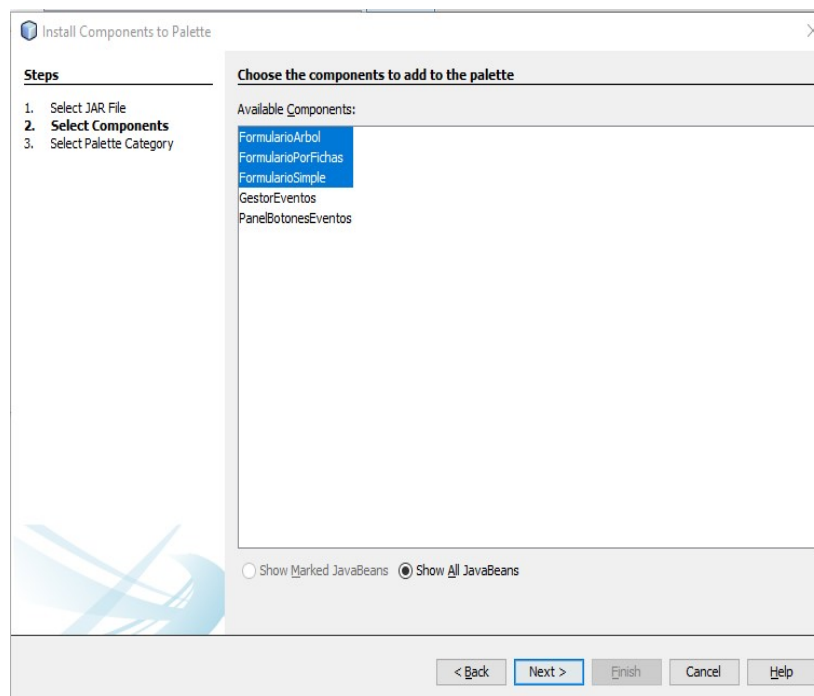 Install Components to Palette
Steps
1. Select JAR File
2. Select Components
3. Select Palette Category
Choose the components to add to the palette
Available Components:
FormularioArbol
FormularioPorFichas
FormularioSimple
GestorEventos
PanelBotonesEventos
Show Marked JavaBeans Show All JavaBeans
< Back Next > Finish Cancel Help